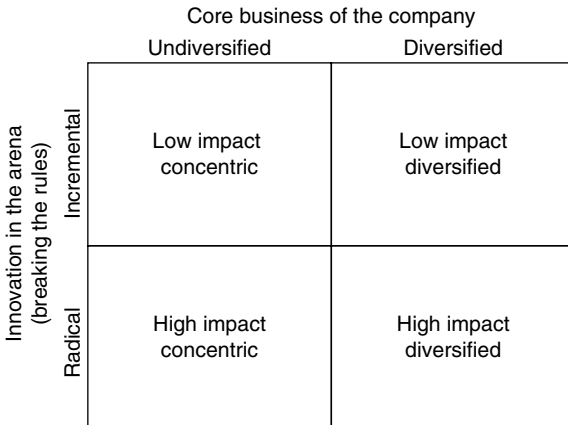 Core business of the company
Undiversified Diversified
Innovation in the arena
(breaking the rules)
Incremental
Low impact
concentric
Low impact
diversified
Radical
High impact
concentric
High impact
diversified